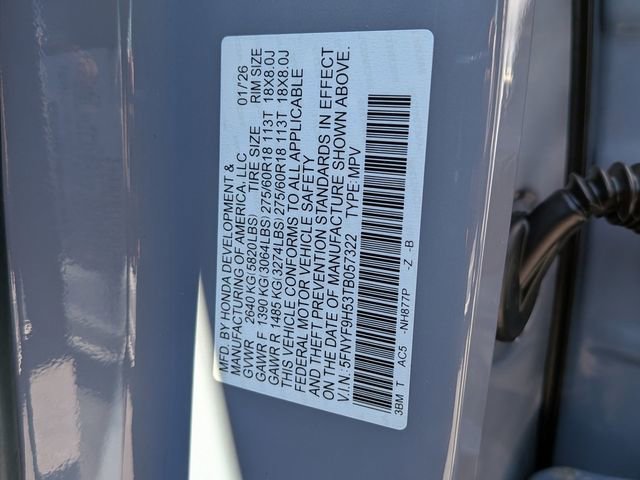 MFD. BY HONDA DEVELOPMENT &
MANUFACTURING OF AMERICA, LLC 01/26
GVWR 2640 KG(5820LBS) TIRE SIZE RIM SIZE
GAWR F 1390 KG(3064LBS) 275/60R18 113T 18X8.0J
GAWR R 1485 KG(3274LBS) 275/60R18 113T 18X8.0J
THIS VEHICLE CONFORMS TO ALL APPLICABLE
FEDERAL MOTOR VEHICLE SAFETY
AND THEFT PREVENTION STANDARDS IN EFFECT
ON THE DATE OF MANUFACTURE SHOWN ABOVE.
V.I.N.:5FNYF9H53TB057322 TYPE:MPV
3BM T AC5 -NH877P -Z -B